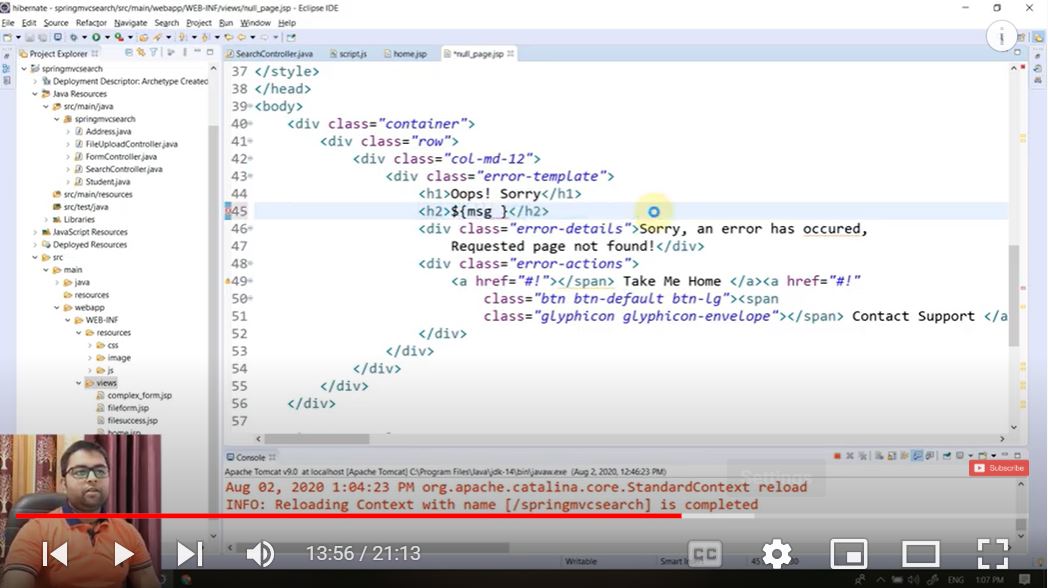 hibernate - springmvcsearch/src/main/webapp/WEB-INF/views/null_page.jsp - Eclipse IDE
File Edit Source Refactor Navigate Search Project Run Window Help
Project Explorer
SearchController.java script.js home.jsp *null_page.jsp
springmvcsearch
Deployment Descriptor: Archetype Created
Java Resources
src/main/java
springmvcsearch
Address.java
FileUploadController.java
FormController.java
SearchController.java
Student.java
src/main/resources
src/test/java
Libraries
JavaScript Resources
Deployed Resources
src
main
java
resources
webapp
WEB-INF
resources
css
image
js
views
complex_form.jsp
fileform.jsp
filesuccess.jsp
home.jsp
37 </style>
38 </head>
39 <body>
40 <div class="container">
41 <div class="row">
42 <div class="col-md-12">
43 <div class="error-template">
44 <h1>Oops! Sorry</h1>
45 <h2>${msg }</h2>
46 <div class="error-details">Sorry, an error has occured,
47 Requested page not found!</div>
48 <div class="error-actions">
49 <a href="#!"></span> Take Me Home </a><a href="#!"
50 class="btn btn-default btn-lg"><span
51 class="glyphicon glyphicon-envelope"></span> Contact Support </a
52 </div>
53 </div>
54 </div>
55 </div>
56 </div>
57
Console
Apache Tomcat v9.0 at localhost [Apache Tomcat] C:\Program Files\Java\jdk-14\bin\javaw.exe (Aug 2, 2020, 12:46:23 PM)
Aug 02, 2020 1:04:23 PM org.apache.catalina.core.StandardContext reload
INFO: Reloading Context with name [/springmvcsearch] is completed
Subscribe
13:56 / 21:13
CC
Writable
ENG 1:07 PM